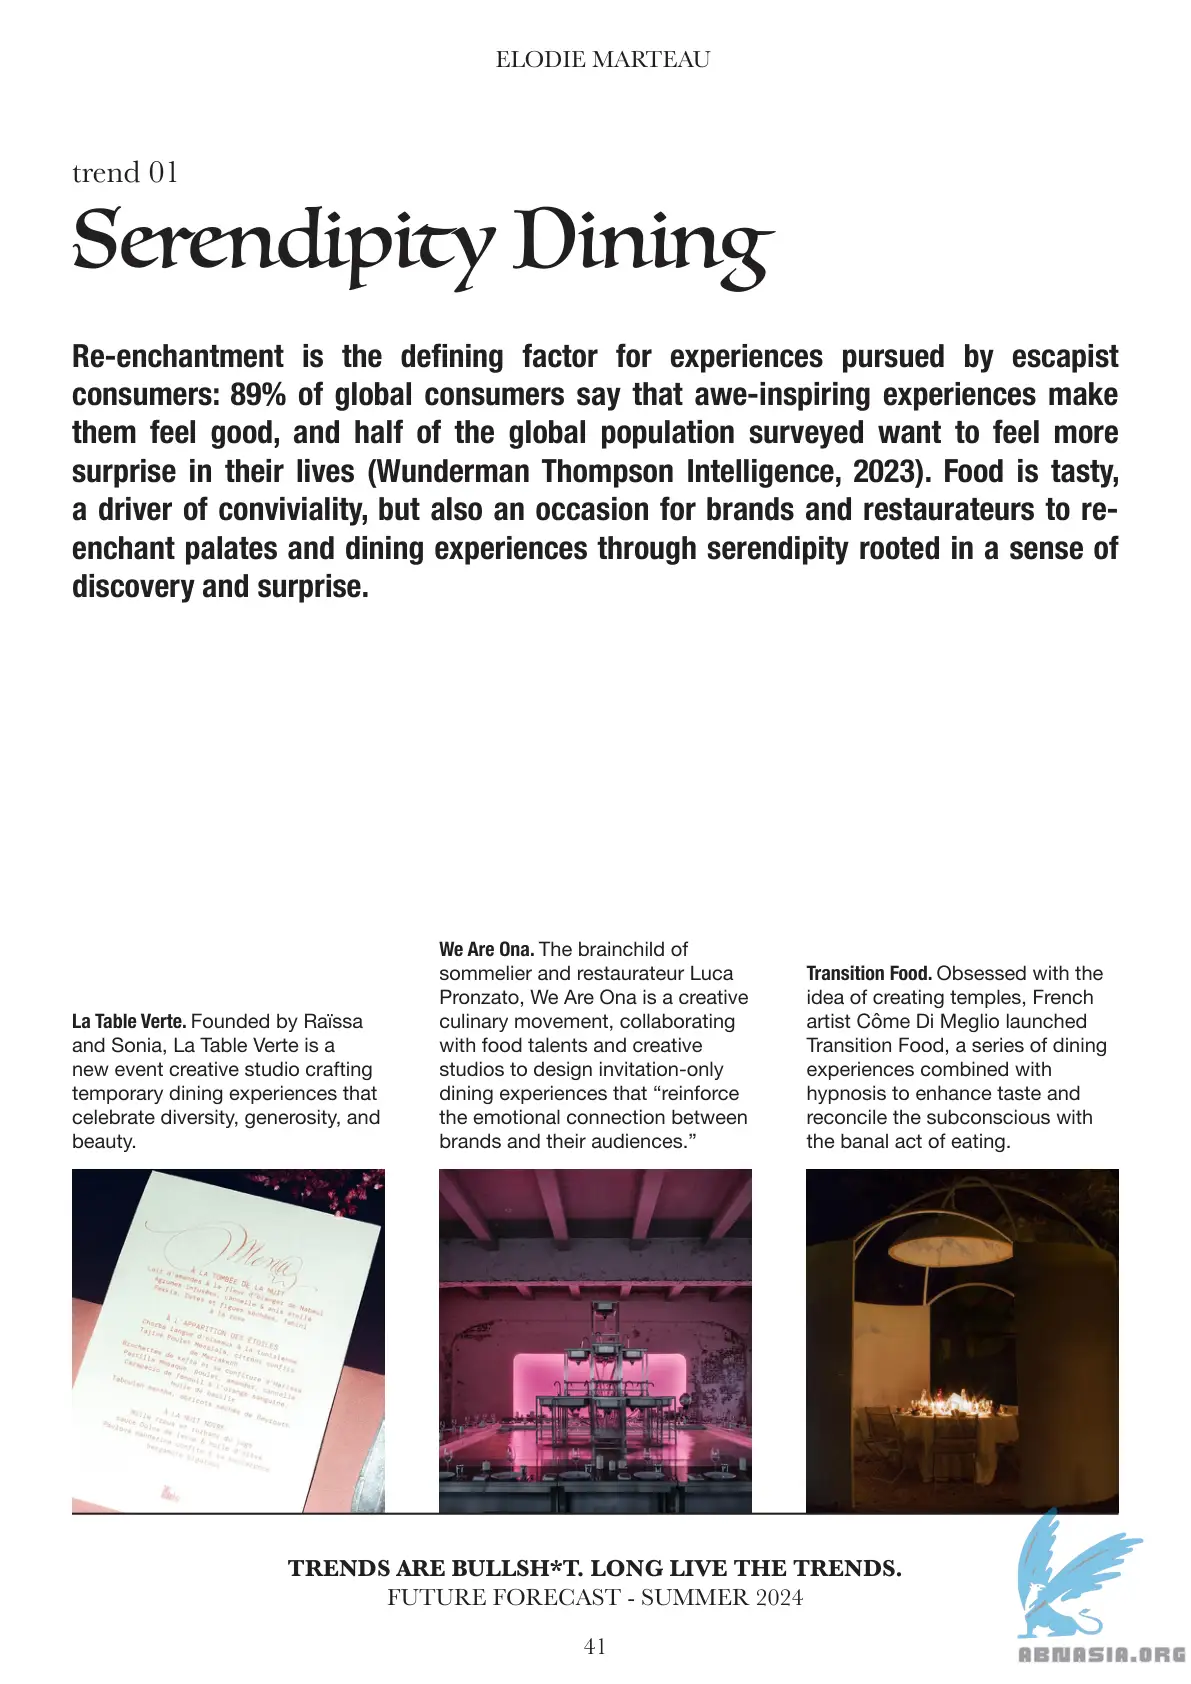 ELODIE MARTEAU
trend 01
Serendipity Dining
Re-enchantment is the defining factor for experiences pursued by escapist
consumers: 89% of global consumers say that awe-inspiring experiences make
them feel good, and half of the global population surveyed want to feel more
surprise in their lives (Wunderman Thompson Intelligence, 2023). Food is tasty,
a driver of conviviality, but also an occasion for brands and restaurateurs to re-
enchant palates and dining experiences through serendipity rooted in a sense of
discovery and surprise.
La Table Verte. Founded by Raïssa
and Sonia, La Table Verte is a
new event creative studio crafting
temporary dining experiences that
celebrate diversity, generosity, and
beauty.
We Are Ona. The brainchild of
sommelier and restaurateur Luca
Pronzato, We Are Ona is a creative
culinary movement, collaborating
with food talents and creative
studios to design invitation-only
dining experiences that “reinforce
the emotional connection between
brands and their audiences.”
Transition Food. Obsessed with the
idea of creating temples, French
artist Côme Di Meglio launched
Transition Food, a series of dining
experiences combined with
hypnosis to enhance taste and
reconcile the subconscious with
the banal act of eating.
Menu
À LA TOMBÉE DE LA NUIT
Lait d'amandes à la fleur d'oranger de Nabeul
À L'APPARITION DES ÉTOILES
de Marrakech
À LA NUIT NOIRE
TRENDS ARE BULLSH*T. LONG LIVE THE TRENDS.
FUTURE FORECAST - SUMMER 2024
41
ABNASIA.ORG